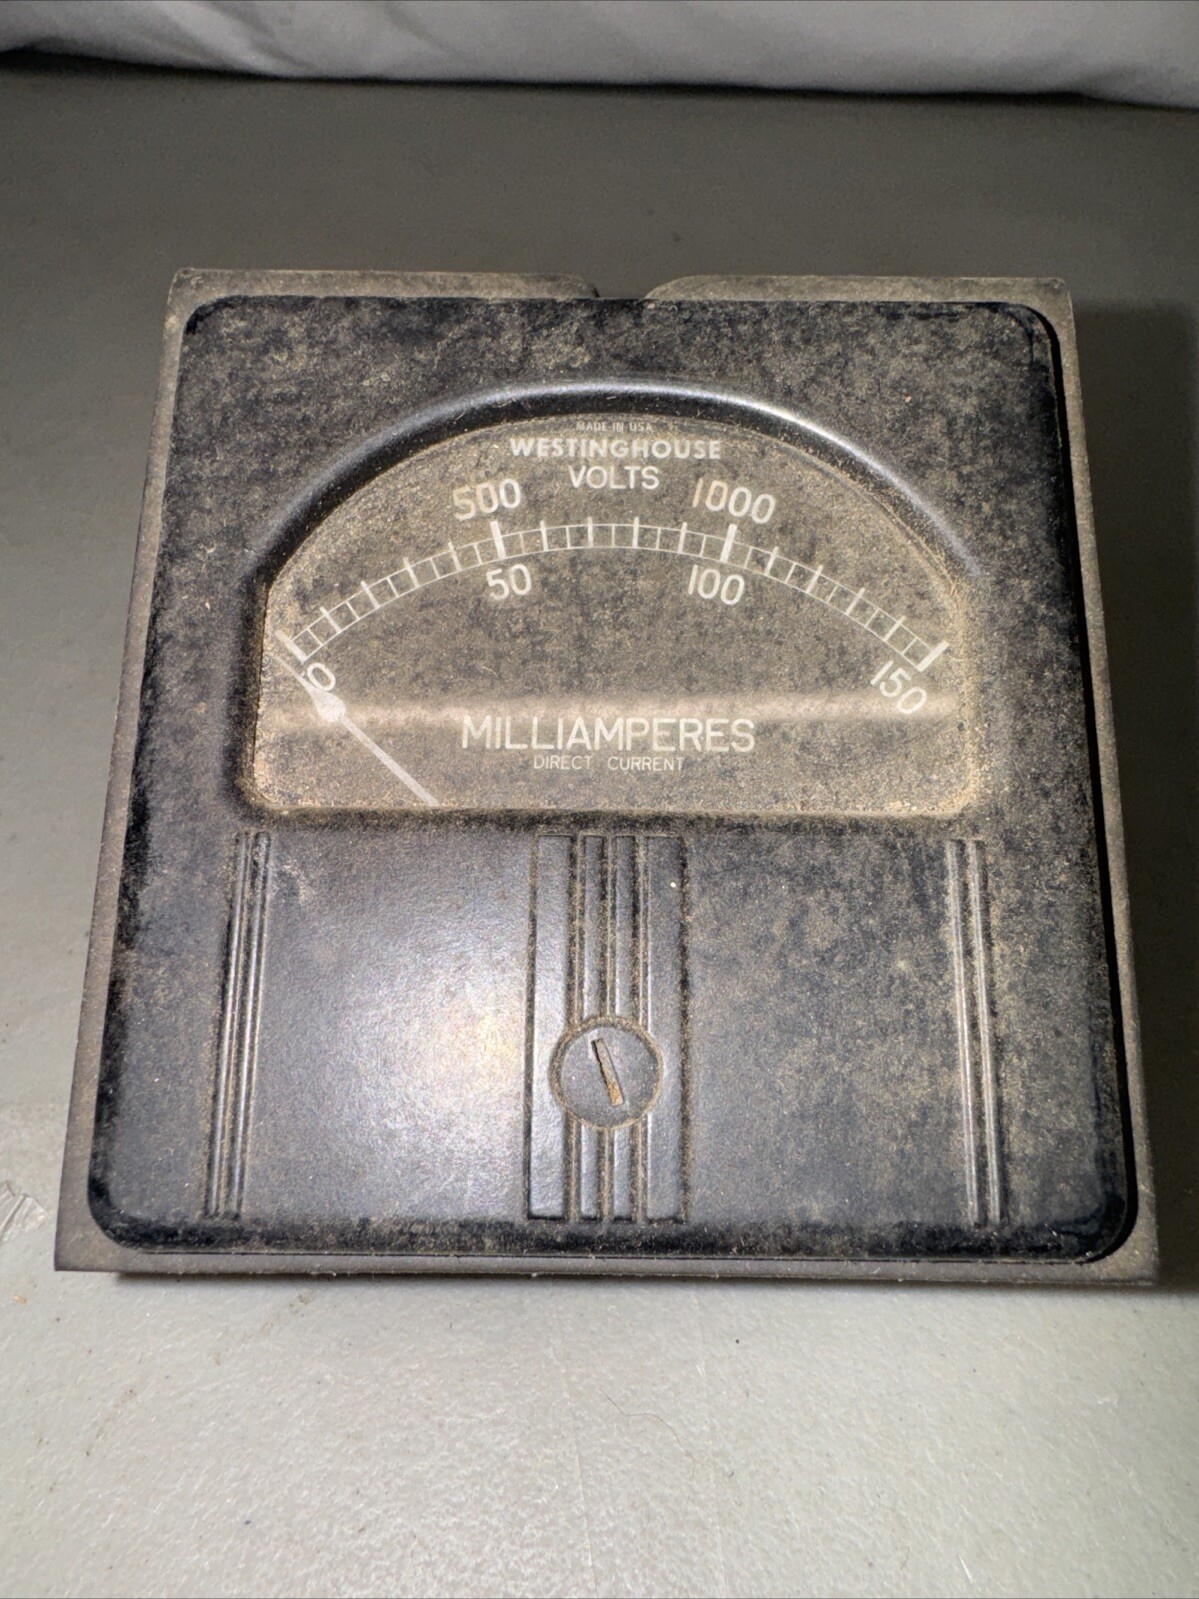 MADE IN USA
WESTINGHOUSE
VOLTS
500 1000
50 100
0 150
MILLIAMPERES
DIRECT CURRENT